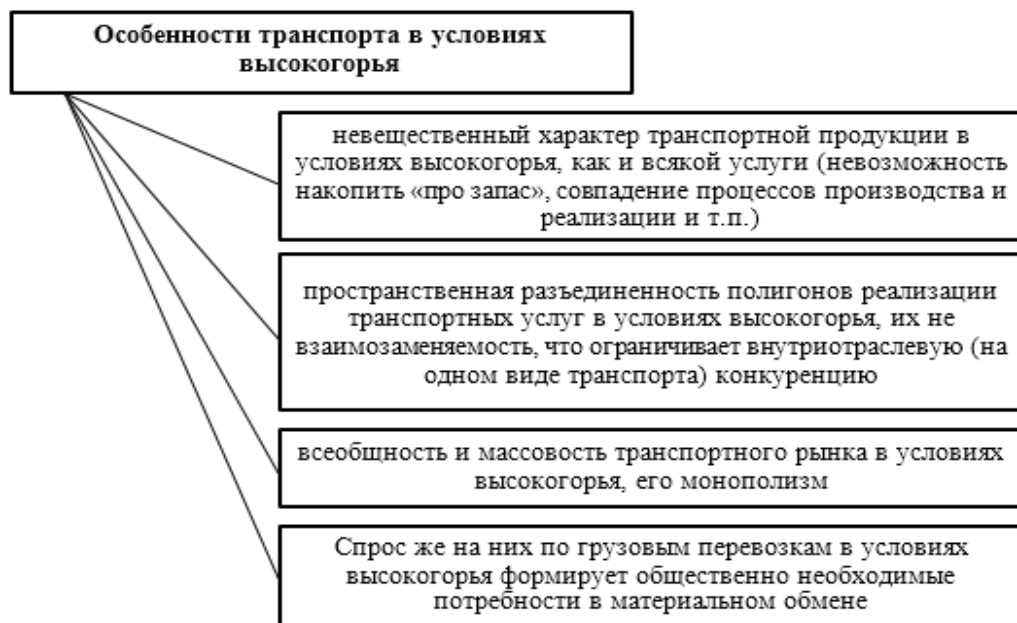 Особенности транспорта в условиях
высокогорья
невещественный характер транспортной продукции в
условиях высокогорья, как и всякой услуги (невозможность
накопить «про запас», совпадение процессов производства и
реализации и т.п.)
пространственная разъединенность полигонов реализации
транспортных услуг в условиях высокогорья, их не
взаимозаменяемость, что ограничивает внутриотраслевую (на
одном виде транспорта) конкуренцию
всеобщность и массовость транспортного рынка в условиях
высокогорья, его монополизм
Спрос же на них по грузовым перевозкам в условиях
высокогорья формирует общественно необходимые
потребности в материальном обмене